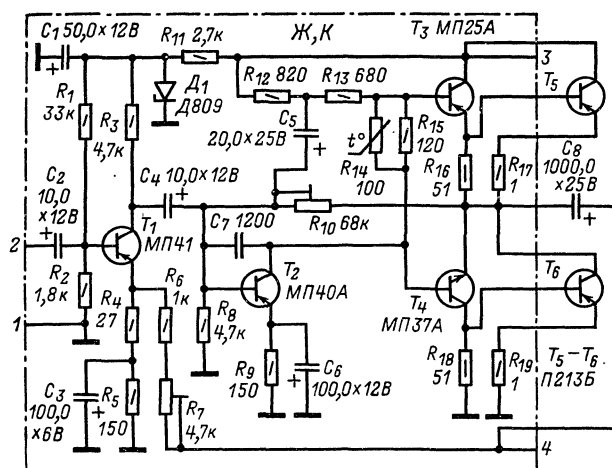 Ж, К
C1 50,0×12В
R11 2,7к
T3 МП25А
3
R12 820
R13 680
Д1
Д809
R1
33к
R3
4,7к
C5
20,0×25В
t°
R14
100
R15
120
T5
R16
51
R17
1
C8
1000,0
×25В
C2
10,0
×12В
C4 10,0×12В
T1
МП41
C7 1200
R10 68к
2
R2
1,8к
R4
27
R6
1к
R8
4,7к
T2
МП40А
T4
МП37А
T6
1
C3
100,0
×6В
R5
150
R7
4,7к
R9
150
C6
100,0×12В
R18
51
R19
1
T5–T6
П213Б
4